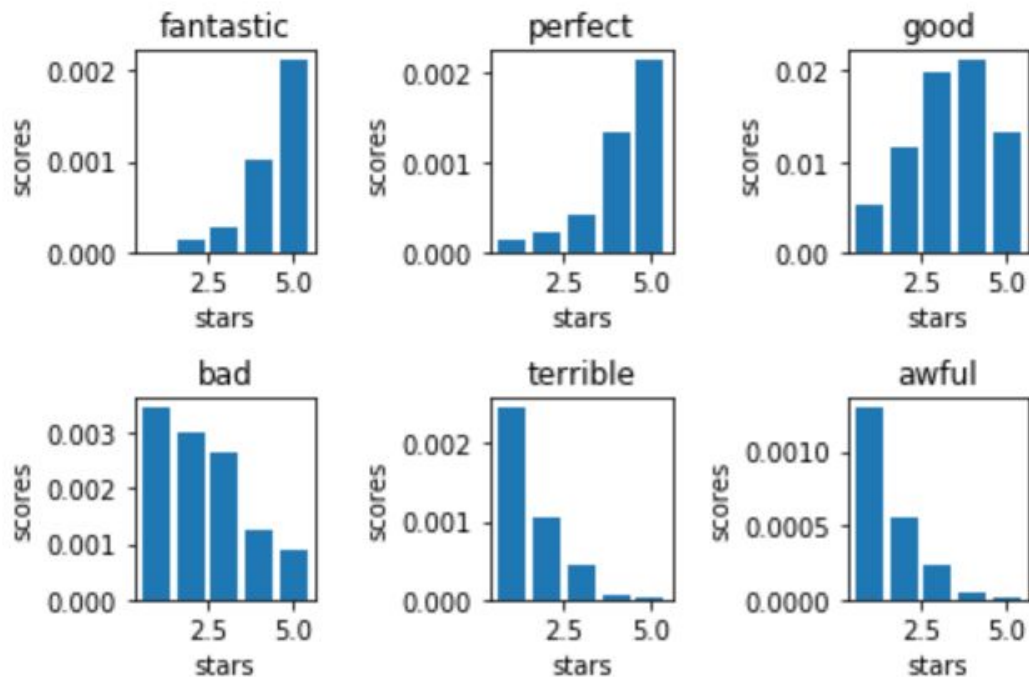 fantastic
perfect
good
0.002
0.001
0.000
scores
2.5 5.0
stars
0.002
0.001
0.000
scores
2.5 5.0
stars
0.02
0.01
0.00
scores
2.5 5.0
stars
bad
terrible
awful
0.003
0.002
0.001
0.000
scores
2.5 5.0
stars
0.002
0.001
0.000
scores
2.5 5.0
stars
0.0010
0.0005
0.0000
scores
2.5 5.0
stars